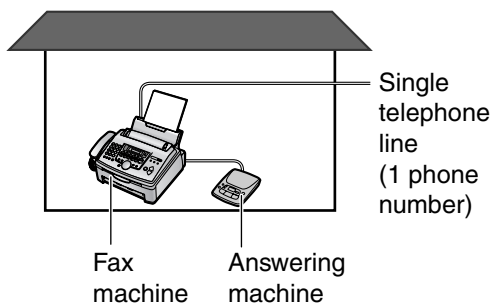 Single
telephone
line
(1 phone
number)
Fax
machine
Answering
machine